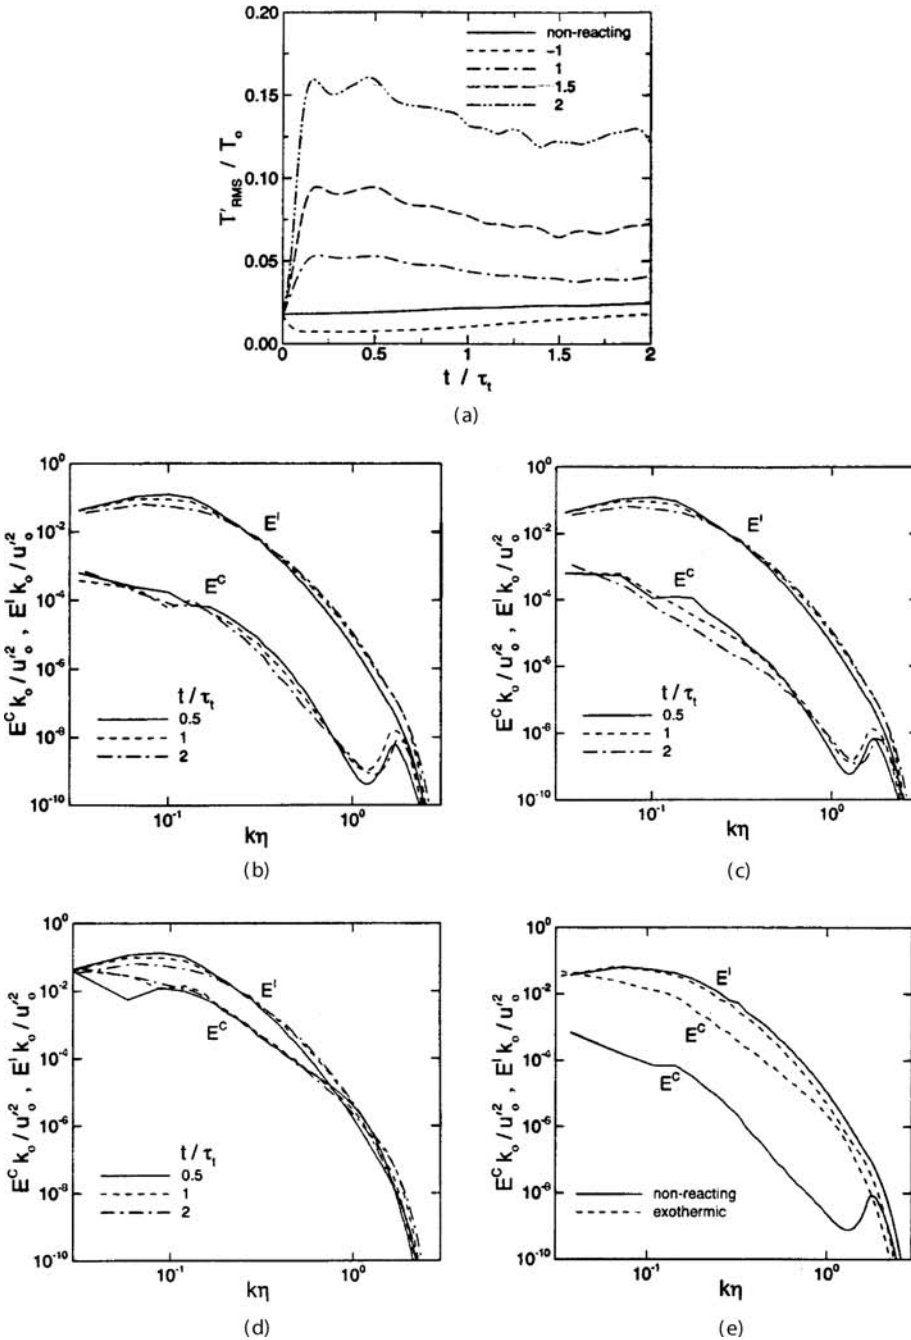 0.20
0.15
0.10
0.05
0.00
T'RMS / To
non-reacting
-1
1
1.5
2
0 0.5 1 1.5 2
t / τt
(a)
10^0
10^-2
10^-4
10^-6
10^-8
10^-10
E^C ko/u'o^2 , E^I ko/u'o^2
E^I
E^C
t/τt
0.5
1
2
10^-1 10^0
kη
(b)
10^0
10^-2
10^-4
10^-6
10^-8
10^-10
E^C ko/u'o^2 , E^I ko/u'o^2
E^I
E^C
t/τt
0.5
1
2
10^-1 10^0
kη
(c)
10^0
10^-2
10^-4
10^-6
10^-8
10^-10
E^C ko/u'o^2 , E^I ko/u'o^2
E^I
E^C
t/τt
0.5
1
2
10^-1 10^0
kη
(d)
10^0
10^-2
10^-4
10^-6
10^-8
10^-10
E^C ko/u'o^2 , E^I ko/u'o^2
E^I
E^C
E^C
non-reacting
exothermic
10^-1 10^0
kη
(e)